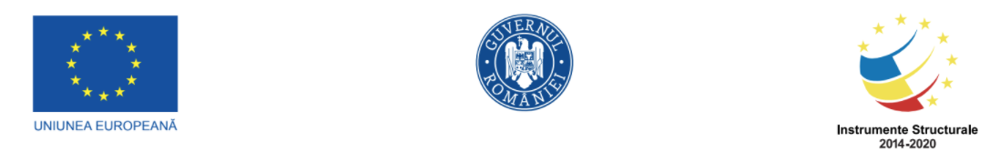 UNIUNEA EUROPEANĂ
GUVERNUL
ROMÂNIEI
Instrumente Structurale
2014-2020